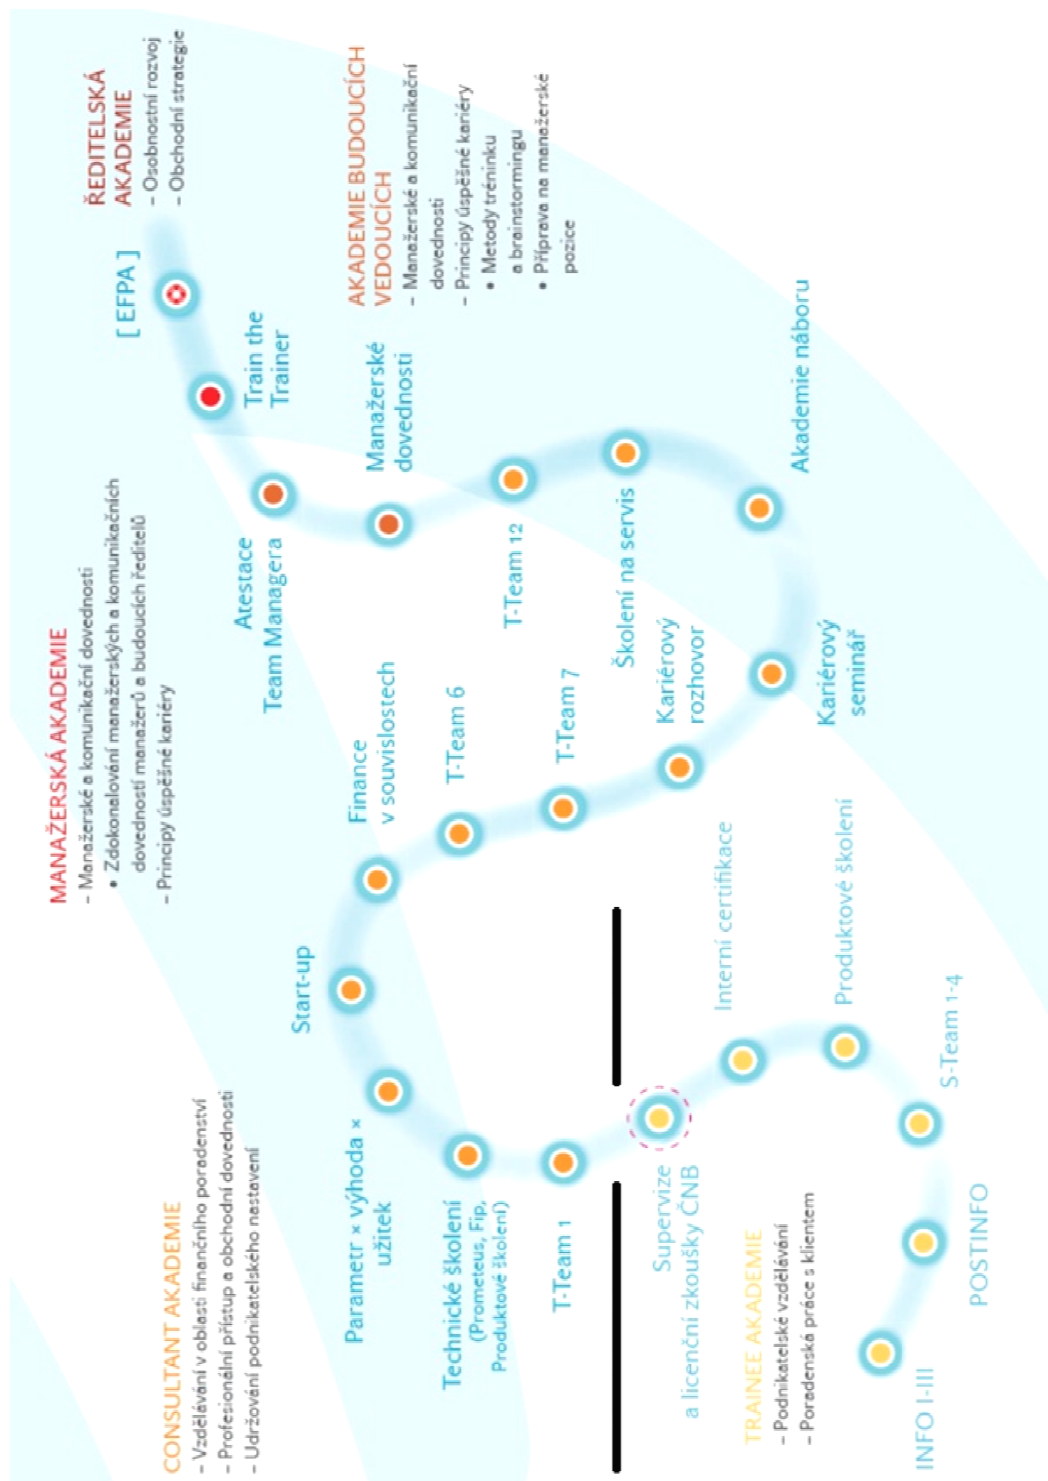 ŘEDITELSKÁ
AKADEMIE
– Osobnostní rozvoj
– Obchodní strategie
[ EFPA ]
Train the
Trainer
MANAŽERSKÁ AKADEMIE
– Manažerské a komunikační dovednosti
• Zdokonalování manažerských a komunikačních
dovedností manažerů a budoucích ředitelů
– Principy úspěšné kariéry
Atestace
Team Managera
AKADEMIE BUDOUCÍCH
VEDOUCÍCH
– Manažerské a komunikační
dovednosti
– Principy úspěšné kariéry
• Metody tréninku
a brainstormingu
• Příprava na manažerské
pozice
Manažerské
dovednosti
T-Team 12
Školení na servis
Akademie náboru
Kariérový
seminář
Kariérový
rozhovor
T-Team 7
T-Team 6
Finance
v souvislostech
Start-up
CONSULTANT AKADEMIE
– Vzdělávání v oblasti finančního poradenství
– Profesionální přístup a obchodní dovednosti
– Udržování podnikatelského nastavení
Parametr × výhoda ×
užitek
Technické školení
(Prometeus, Fip,
Produktové školení)
T-Team 1
Supervize
a licenční zkoušky ČNB
Interní certifikace
Produktové školení
S-Team 1-4
POSTINFO
INFO I-III
TRAINEE AKADEMIE
– Podnikatelské vzdělávání
– Poradenská práce s klientem